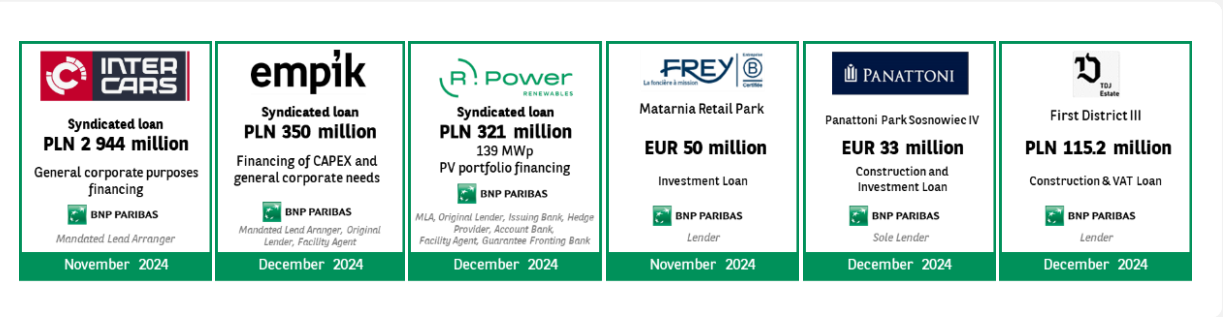 INTER
CARS
Syndicated loan
PLN 2 944 million
General corporate purposes
financing
BNP PARIBAS
Mandated Lead Arranger
November 2024
empik
Syndicated loan
PLN 350 million
Financing of CAPEX and
general corporate needs
BNP PARIBAS
Mandated Lead Aranger, Original
Lender, Facility Agent
December 2024
R Power
RENEWABLES
Syndicated loan
PLN 321 million
139 MWp
PV portfolio financing
BNP PARIBAS
MLA, Original Lender, Issuing Bank, Hedge
Provider, Account Bank,
Facility Agent, Guarantee Fronting Bank
December 2024
FREY
La foncière à mission
Entreprise
B
Certifiée
Matarnia Retail Park
EUR 50 million
Investment Loan
BNP PARIBAS
Lender
November 2024
PANATTONI
Panattoni Park Sosnowiec IV
EUR 33 million
Construction and
Investment Loan
BNP PARIBAS
Sole Lender
December 2024
TDJ
Estate
First District III
PLN 115.2 million
Construction & VAT Loan
BNP PARIBAS
Lender
December 2024